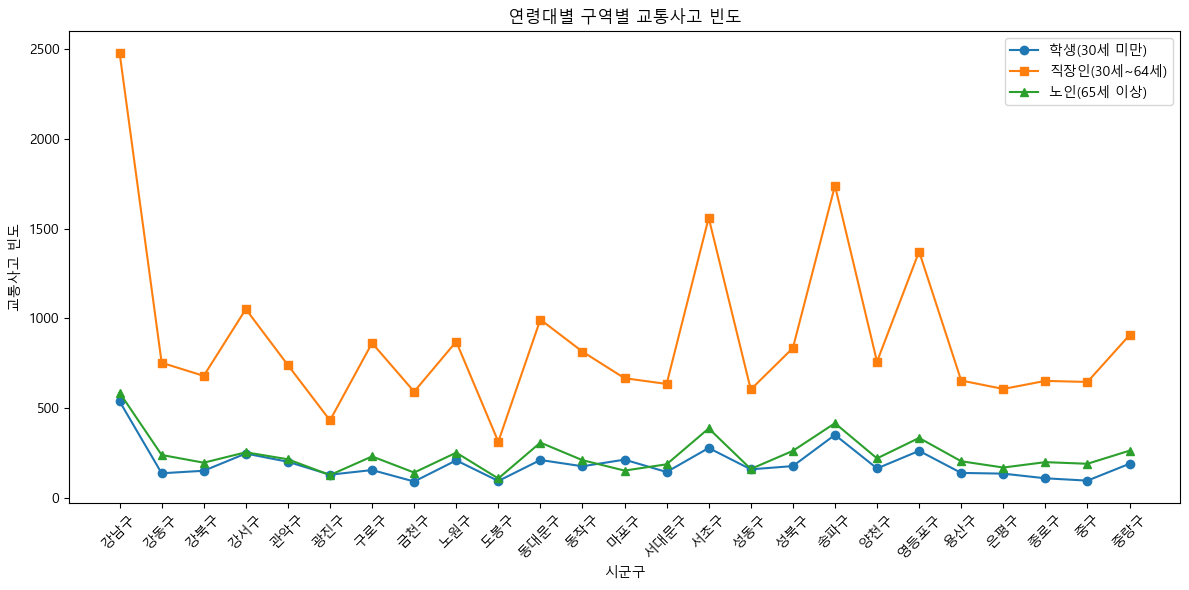 연령대별 구역별 교통사고 빈도
학생(30세 미만)
직장인(30세~64세)
노인(65세 이상)
교통사고 빈도
2500
2000
1500
1000
500
0
강남구
강동구
강북구
강서구
관악구
광진구
구로구
금천구
노원구
도봉구
동대문구
동작구
마포구
서대문구
서초구
성동구
성북구
송파구
양천구
영등포구
용산구
은평구
종로구
중구
중랑구
시군구